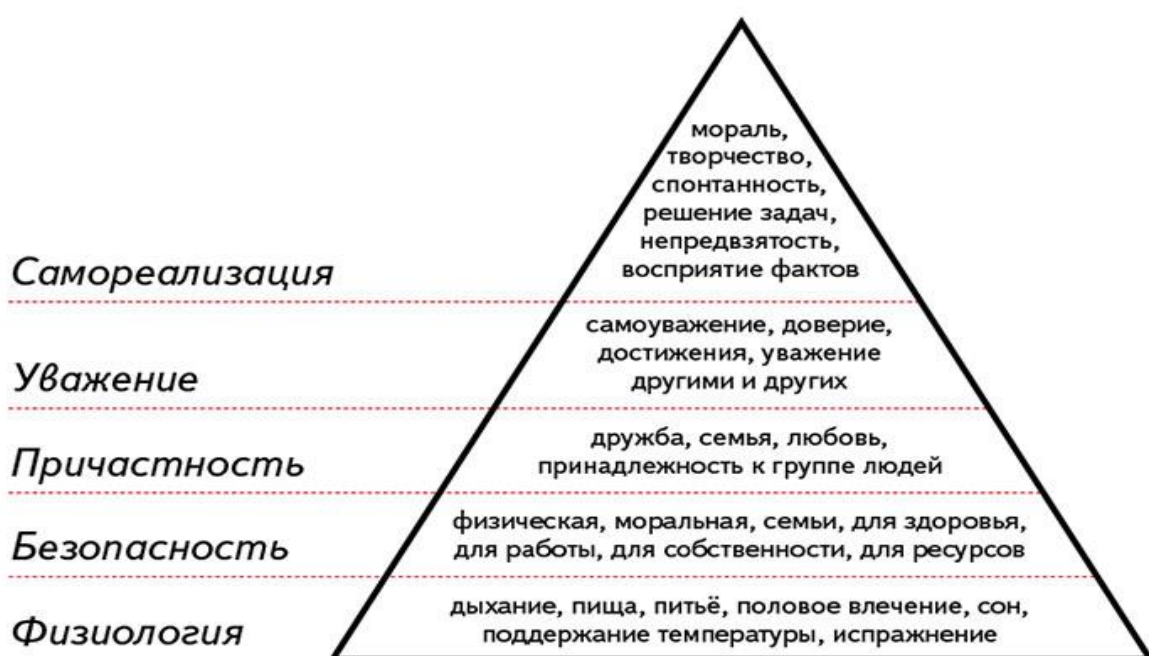 мораль,
творчество,
спонтанность,
решение задач,
непредвзятость,
восприятие фактов
Самореализация
самоуважение, доверие,
достижения, уважение
другими и других
Уважение
дружба, семья, любовь,
принадлежность к группе людей
Причастность
физическая, моральная, семьи, для здоровья,
для работы, для собственности, для ресурсов
Безопасность
дыхание, пища, питьё, половое влечение, сон,
поддержание температуры, испражнение
Физиология